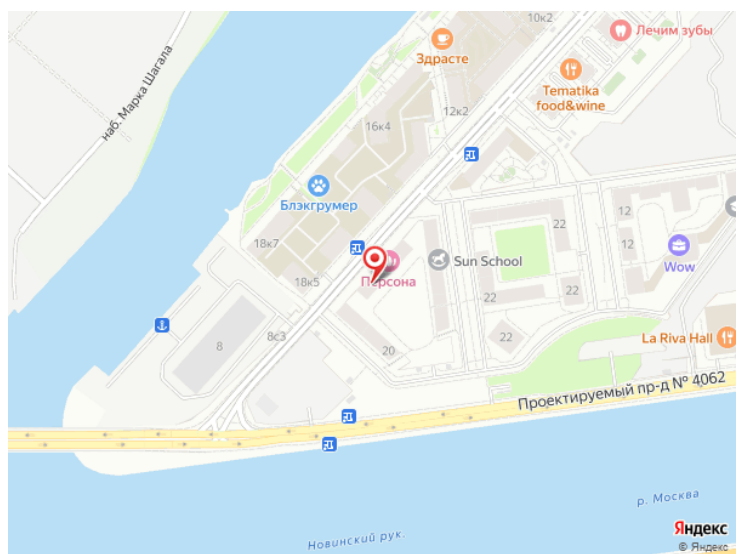 10к2
Лечим зубы
Здрасте
Tematika
food&wine
наб. Марка Шагала
12к2
16к4
Блэкгрумер
18к7
22
22
12
12
Sun School
Wow
Персона
18к5
22
22
8с3
8
20
22
La Riva Hall
Проектируемый пр-д № 4062
р. Москва
Новинский рук.
Яндекс
© Яндекс